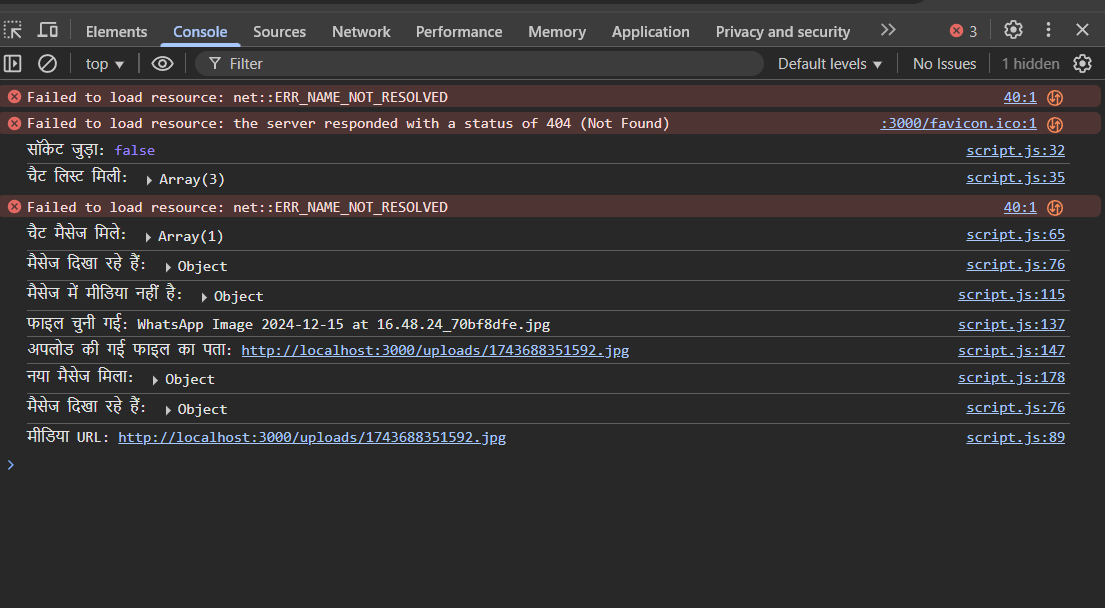 Elements Console Sources Network Performance Memory Application Privacy and security 3
top Filter Default levels No Issues 1 hidden
Failed to load resource: net::ERR_NAME_NOT_RESOLVED 40:1
Failed to load resource: the server responded with a status of 404 (Not Found) :3000/favicon.ico:1
सॉकेट जुड़ा: false script.js:32
चैट लिस्ट मिली: Array(3) script.js:35
Failed to load resource: net::ERR_NAME_NOT_RESOLVED 40:1
चैट मैसेज मिले: Array(1) script.js:65
मैसेज दिखा रहे हैं: Object script.js:76
मैसेज में मीडिया नहीं है: Object script.js:115
फाइल चुनी गई: WhatsApp Image 2024-12-15 at 16.48.24_70bf8dfe.jpg script.js:137
अपलोड की गई फाइल का पता: http://localhost:3000/uploads/1743688351592.jpg script.js:147
नया मैसेज मिला: Object script.js:178
मैसेज दिखा रहे हैं: Object script.js:76
मीडिया URL: http://localhost:3000/uploads/1743688351592.jpg script.js:89